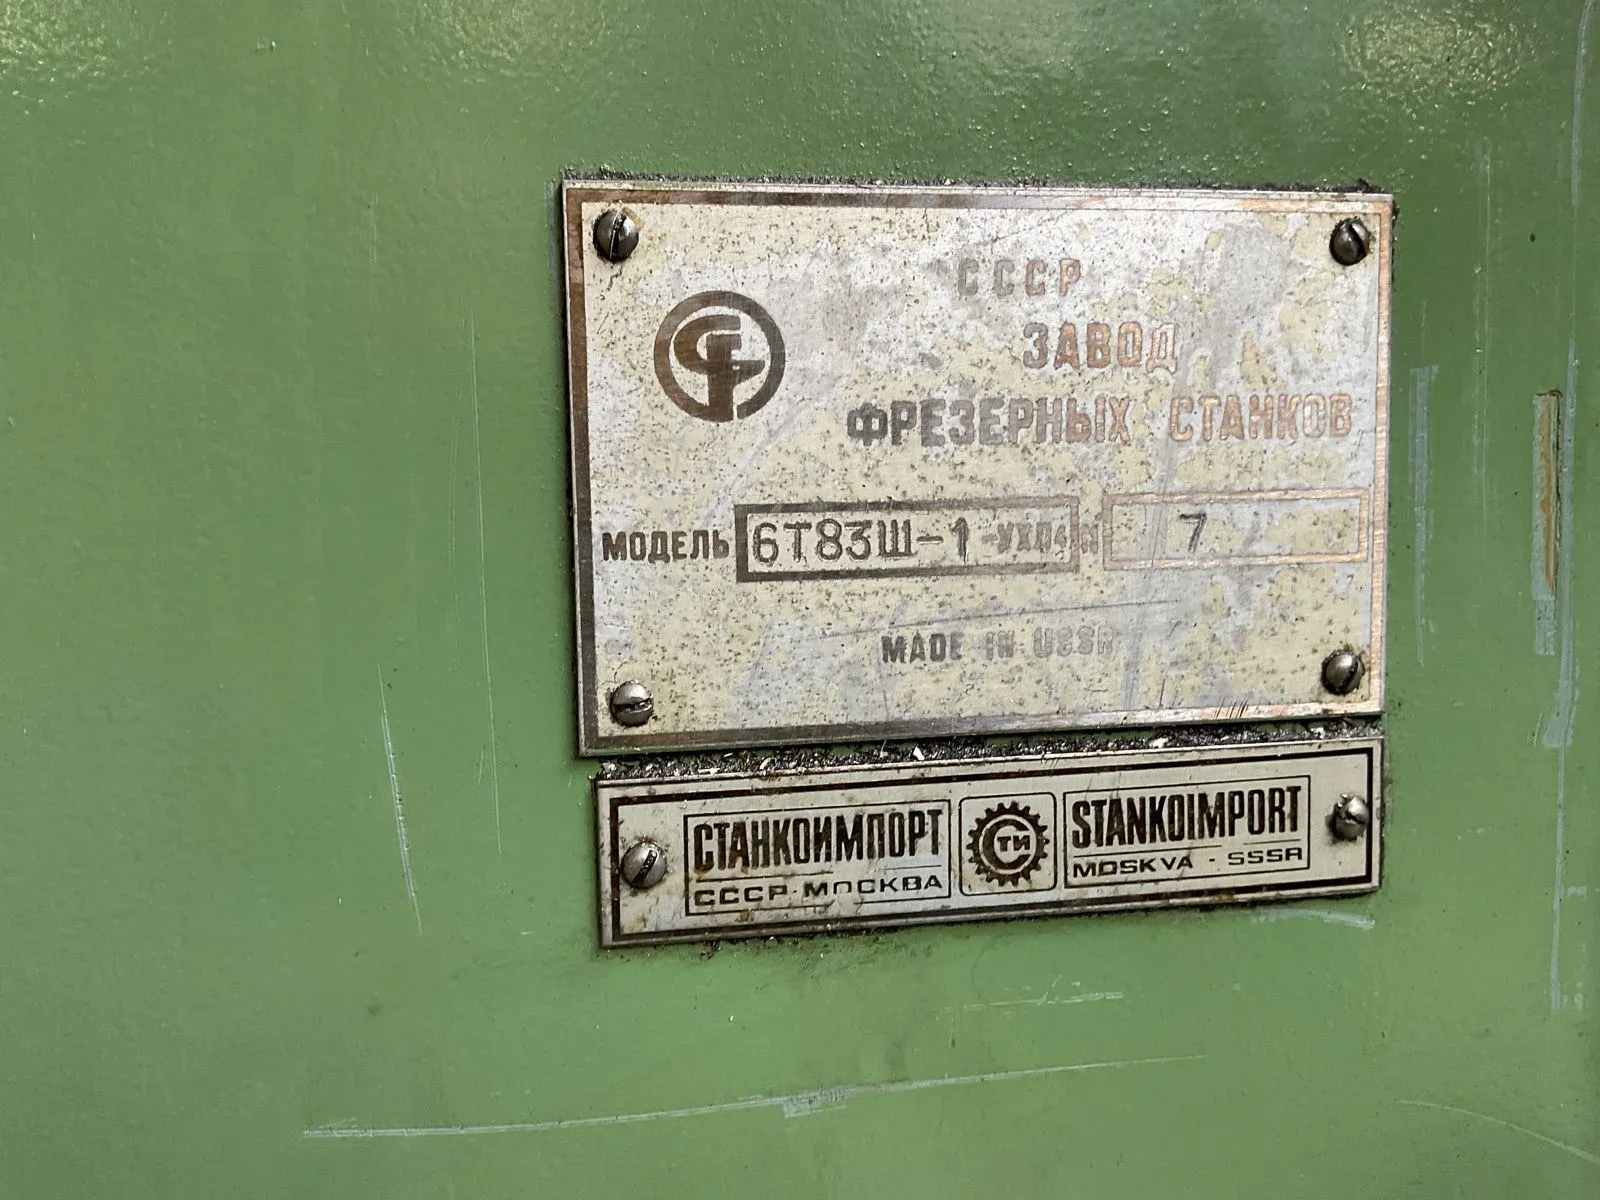 СССР
ЗАВОД
ФРЕЗЕРНЫХ СТАНКОВ
МОДЕЛЬ 6Т83Ш-1-УХЛ4 N 7
MADE IN USSR
СТАНКОИМПОРТ
СССР-МОСКВА
СТИ
STANKOIMPORT
MOSKVA - SSSR